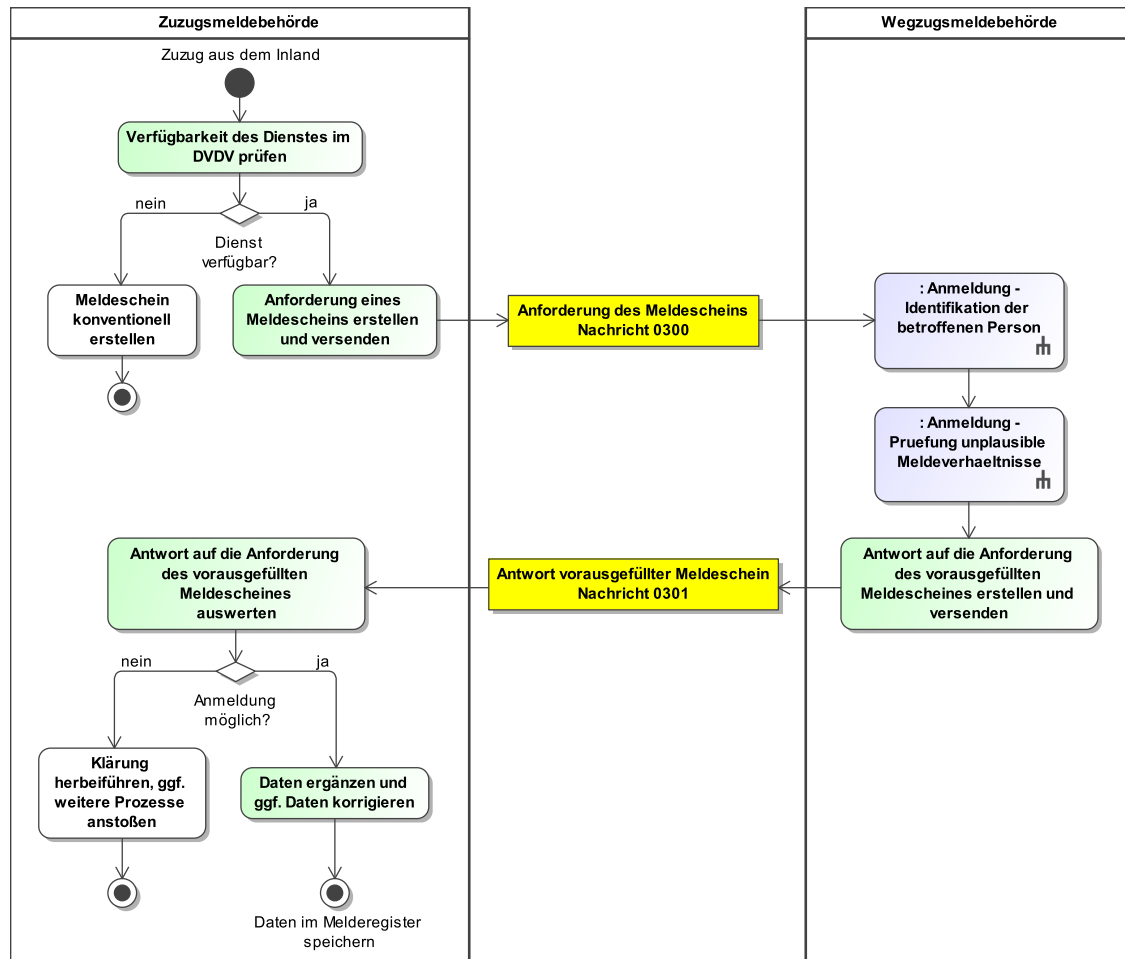 Zuzugsmeldebehörde
Wegzugsmeldebehörde
Zuzug aus dem Inland
Verfügbarkeit des Dienstes im
DVDV prüfen
nein
ja
Dienst
verfügbar?
Meldeschein
konventionell
erstellen
Anforderung eines
Meldescheins erstellen
und versenden
Anforderung des Meldescheins
Nachricht 0300
: Anmeldung -
Identifikation der
betroffenen Person
: Anmeldung -
Pruefung unplausible
Meldeverhaeltnisse
Antwort auf die Anforderung
des vorausgefüllten
Meldescheines erstellen und
versenden
Antwort vorausgefüllter Meldeschein
Nachricht 0301
Antwort auf die Anforderung
des vorausgefüllten
Meldescheines
auswerten
nein
ja
Anmeldung
möglich?
Klärung
herbeiführen, ggf.
weitere Prozesse
anstoßen
Daten ergänzen und
ggf. Daten korrigieren
Daten im Melderegister
speichern